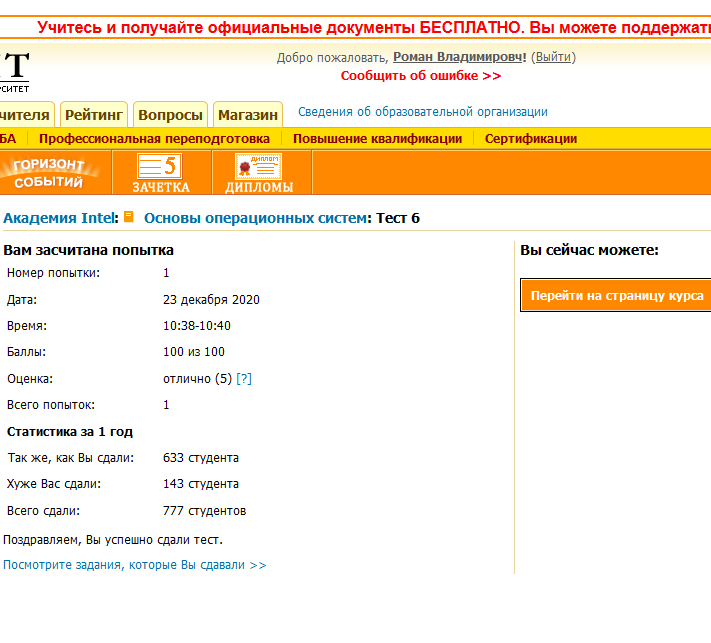 Учитесь и получайте официальные документы БЕСПЛАТНО. Вы можете поддержать
ИТ
Добро пожаловать, Роман Владимировч! (Выйти)
Сообщить об ошибке >>
чителя Рейтинг Вопросы Магазин Сведения об образовательной организации
БА Профессиональная переподготовка Повышение квалификации Сертификации
ГОРИЗОНТ СОБЫТИЙ
5 ЗАЧЕТКА
ДИПЛОМ ДИПЛОМЫ
Академия Intel: Основы операционных систем: Тест 6
Вам засчитана попытка
Номер попытки: 1
Дата: 23 декабря 2020
Время: 10:38-10:40
Баллы: 100 из 100
Оценка: отлично (5) [?]
Всего попыток: 1
Статистика за 1 год
Так же, как Вы сдали: 633 студента
Хуже Вас сдали: 143 студента
Всего сдали: 777 студентов
Поздравляем, Вы успешно сдали тест.
Посмотрите задания, которые Вы сдавали >>
Вы сейчас можете:
Перейти на страницу курса